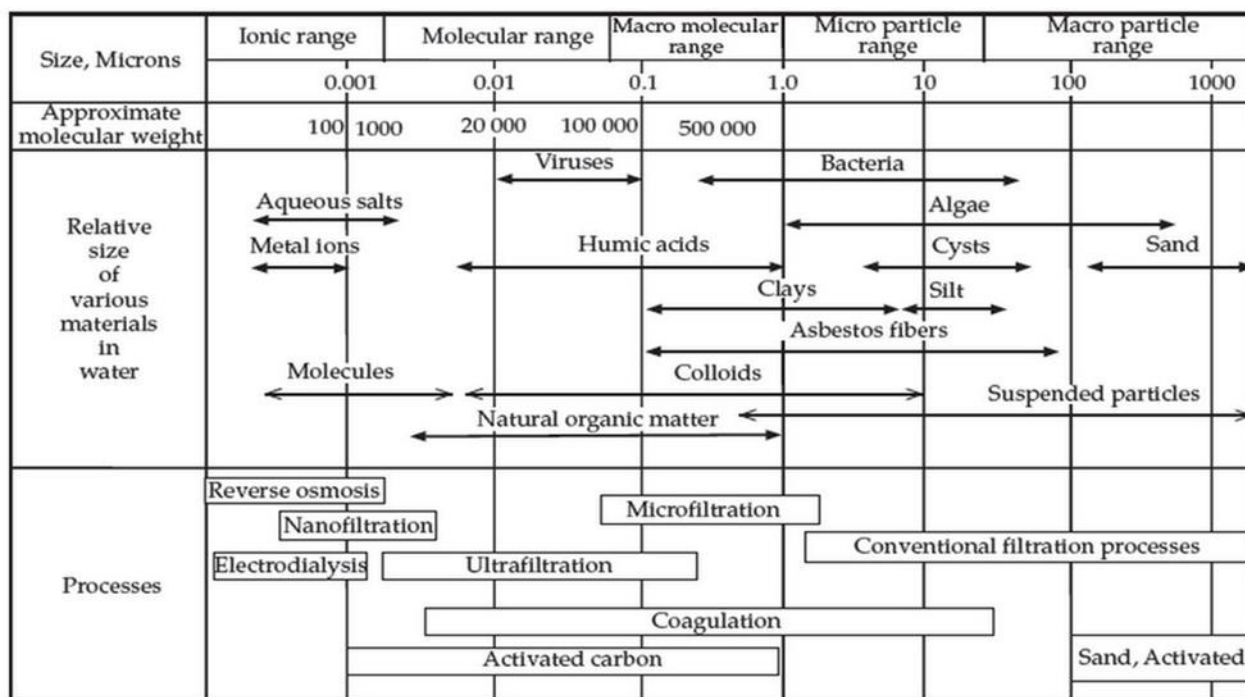 Ionic range
Molecular range
Macro molecular
range
Micro particle
range
Macro particle
range
Size, Microns
0.001
0.01
0.1
1.0
10
100
1000
Approximate
molecular weight
100
1000
20 000
100 000
500 000
Relative
size
of
various
materials
in
water
Viruses
Bacteria
Aqueous salts
Algae
Metal ions
Humic acids
Cysts
Sand
Clays
Silt
Asbestos fibers
Molecules
Colloids
Suspended particles
Natural organic matter
Processes
Reverse osmosis
Microfiltration
Nanofiltration
Conventional filtration processes
Electrodialysis
Ultrafiltration
Coagulation
Activated carbon
Sand, Activated